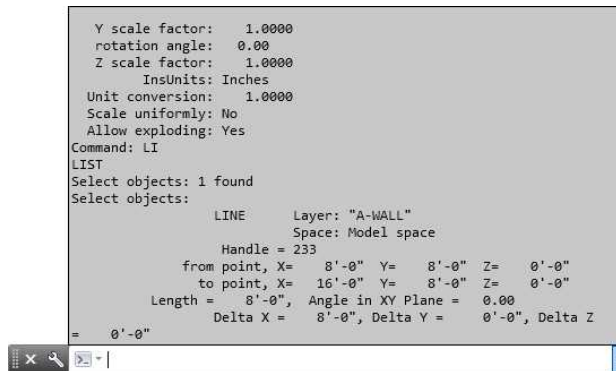 Y scale factor: 1.0000
rotation angle: 0.00
Z scale factor: 1.0000
InsUnits: Inches
Unit conversion: 1.0000
Scale uniformly: No
Allow exploding: Yes
Command: LI
LIST
Select objects: 1 found
Select objects:
LINE Layer: "A-WALL"
Space: Model space
Handle = 233
from point, X= 8'-0" Y= 8'-0" Z= 0'-0"
to point, X= 16'-0" Y= 8'-0" Z= 0'-0"
Length = 8'-0", Angle in XY Plane = 0.00
Delta X = 8'-0", Delta Y = 0'-0", Delta Z
= 0'-0"